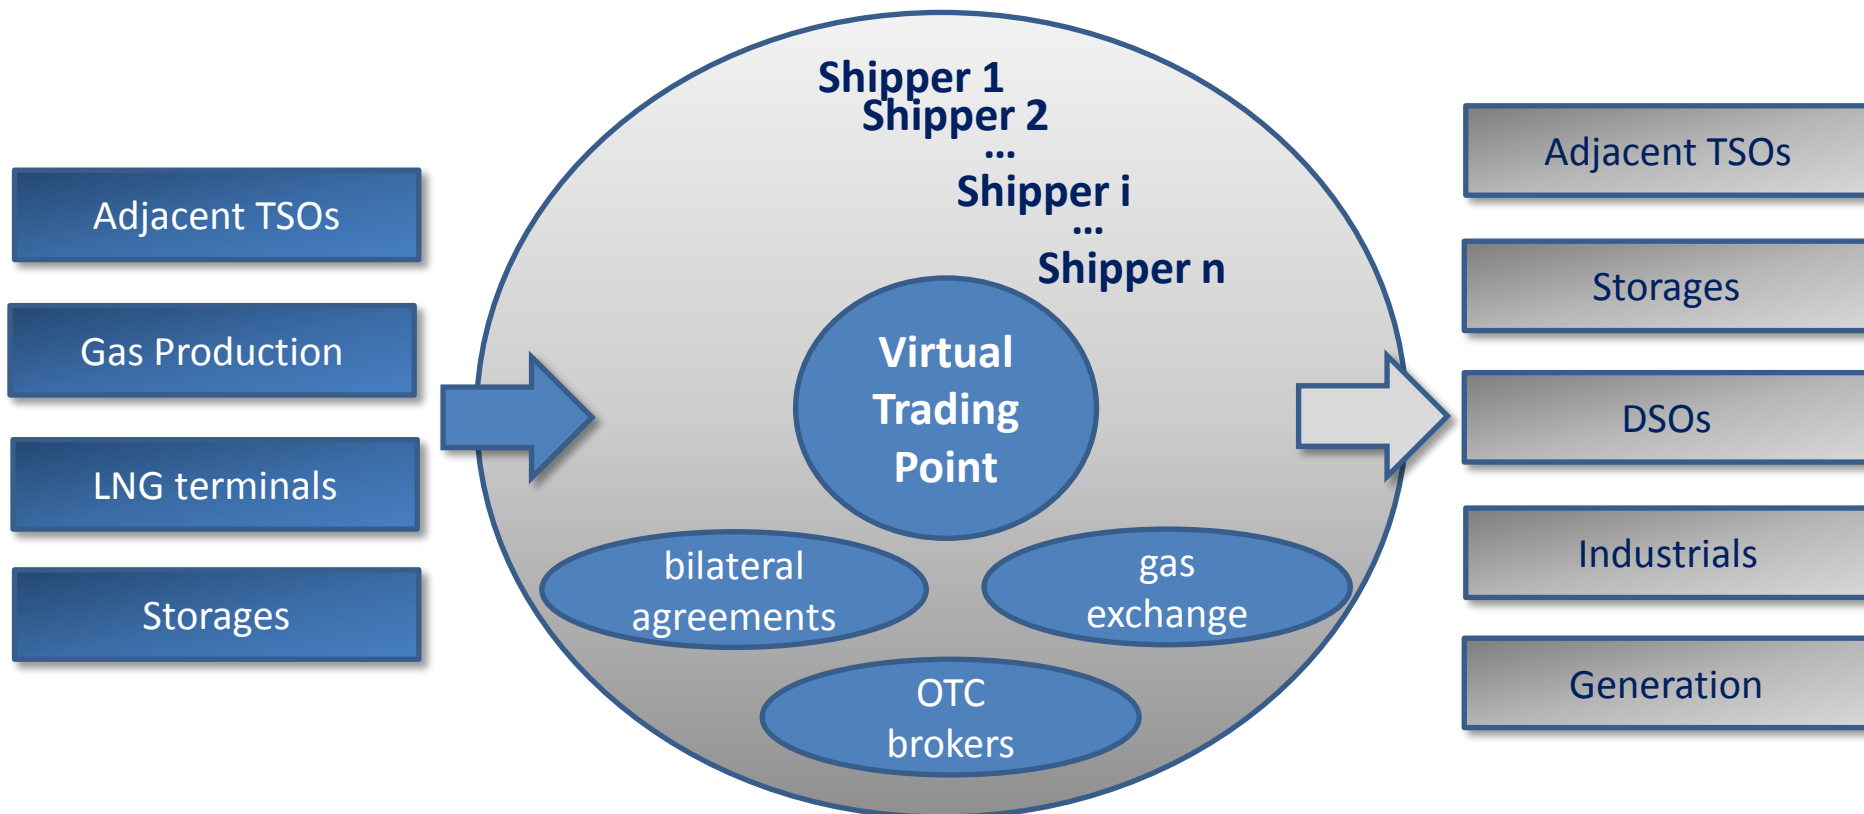 Adjacent TSOs
Gas Production
LNG terminals
Storages
Shipper 1
Shipper 2
...
Shipper i
...
Shipper n
Virtual
Trading
Point
bilateral
agreements
gas
exchange
OTC
brokers
Adjacent TSOs
Storages
DSOs
Industrials
Generation